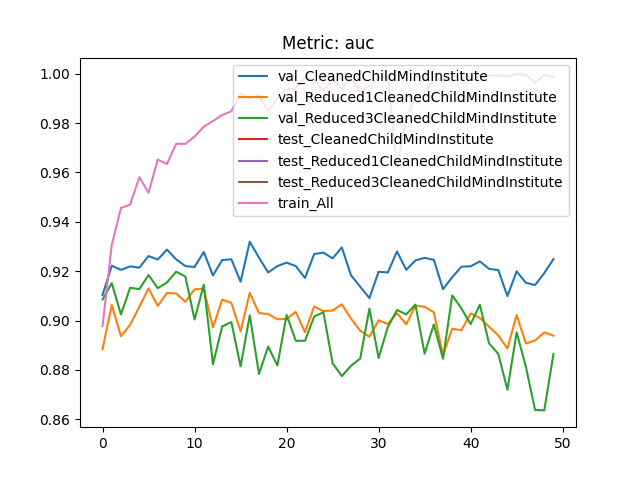 Metric: auc
1.00
0.98
0.96
0.94
0.92
0.90
0.88
0.86
val_CleanedChildMindInstitute
val_Reduced1CleanedChildMindInstitute
val_Reduced3CleanedChildMindInstitute
test_CleanedChildMindInstitute
test_Reduced1CleanedChildMindInstitute
test_Reduced3CleanedChildMindInstitute
train_All
0 10 20 30 40 50